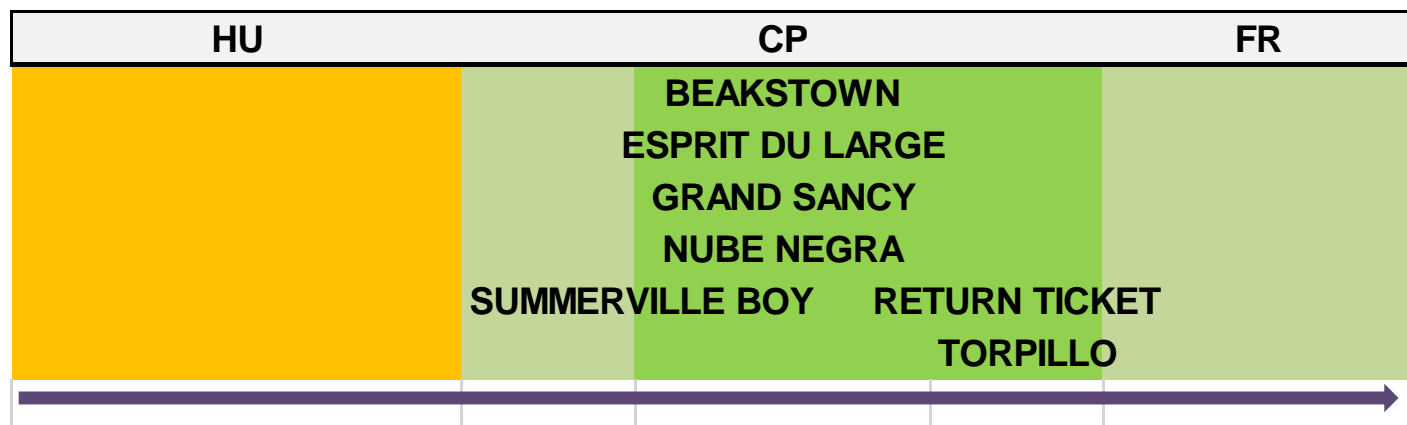 HU CP FR
BEAKSTOWN
ESPRIT DU LARGE
GRAND SANCY
NUBE NEGRA
SUMMERVILLE BOY RETURN TICKET
TORPILLO